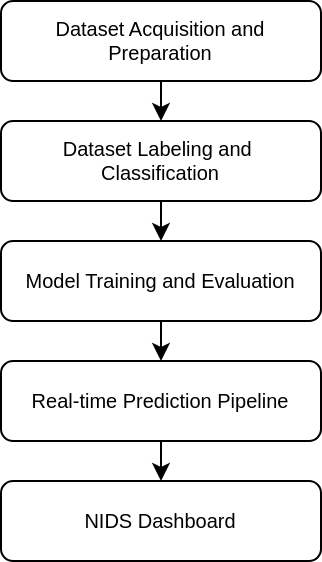 Dataset Acquisition and
Preparation
Dataset Labeling and
Classification
Model Training and Evaluation
Real-time Prediction Pipeline
NIDS Dashboard